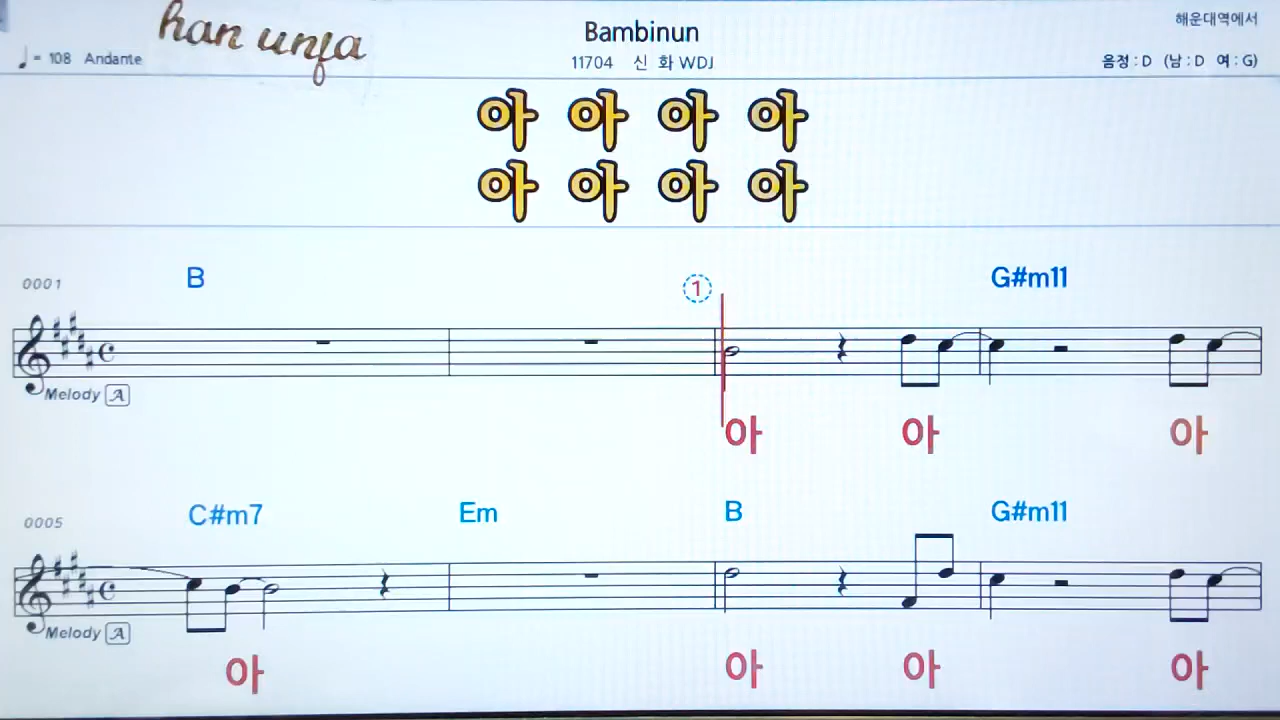 han unja
해운대역에서
Bambinun
♩= 108 Andante
11704 신 화 WDJ
음정 : D (남 : D 여 : G)
아 아 아 아
아 아 아 아
0001 B ① G#m11
Melody A
아 아 아
0005 C#m7 Em B G#m11
Melody A
아 아 아 아